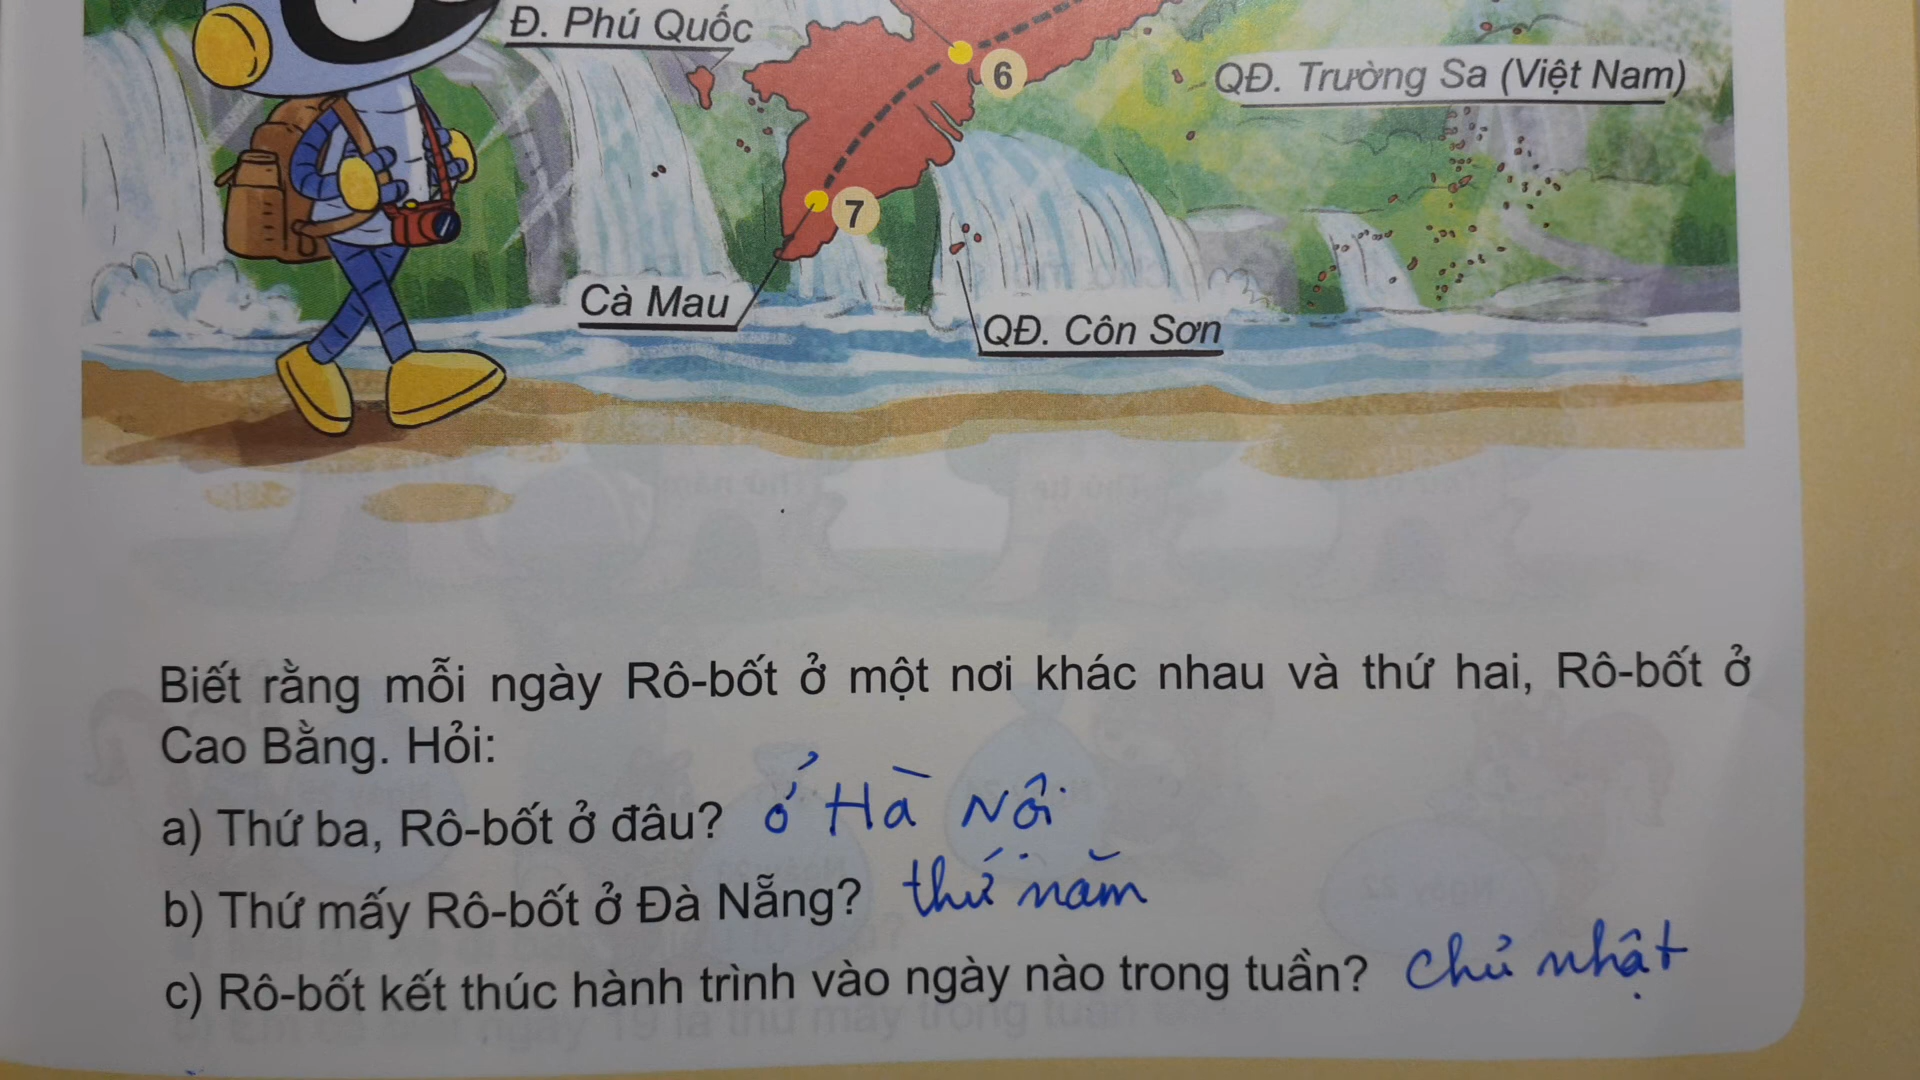 Đ. Phú Quốc
6
QĐ. Trường Sa (Việt Nam)
7
Cà Mau
QĐ. Côn Sơn
Biết rằng mỗi ngày Rô-bốt ở một nơi khác nhau và thứ hai, Rô-bốt ở
Cao Bằng. Hỏi:
a) Thứ ba, Rô-bốt ở đâu? ở Hà Nôi
b) Thứ mấy Rô-bốt ở Đà Nẵng? thứ năm
c) Rô-bốt kết thúc hành trình vào ngày nào trong tuần? Chủ nhật